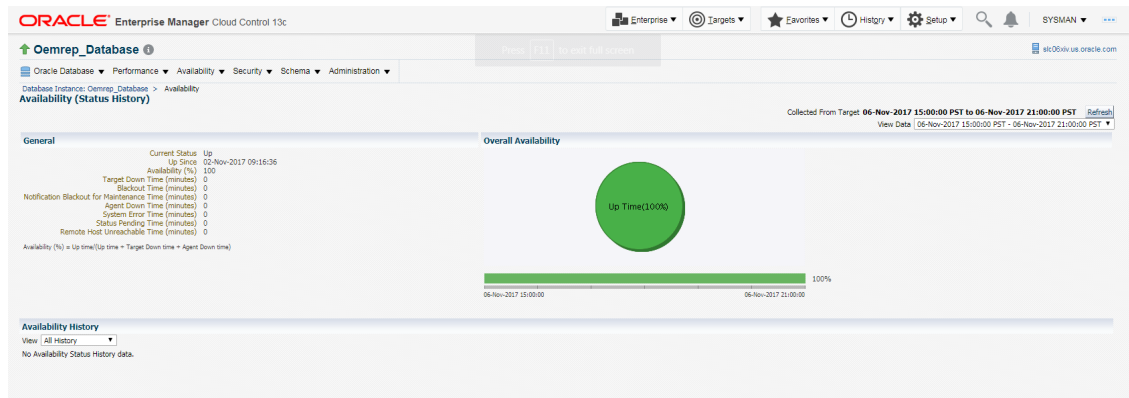 ORACLE Enterprise Manager Cloud Control 13c
Enterprise Targets Favorites History Setup SYSMAN
Oemrep_Database
Press F11 to exit full screen
slc06xiv.us.oracle.com
Oracle Database Performance Availability Security Schema Administration
Database Instance: Oemrep_Database > Availability
Availability (Status History)
Collected From Target 06-Nov-2017 15:00:00 PST to 06-Nov-2017 21:00:00 PST Refresh
View Data 06-Nov-2017 15:00:00 PST - 06-Nov-2017 21:00:00 PST
General
Current Status Up
Up Since 02-Nov-2017 09:16:36
Availability (%) 100
Target Down Time (minutes) 0
Blackout Time (minutes) 0
Notification Blackout for Maintenance Time (minutes) 0
Agent Down Time (minutes) 0
System Error Time (minutes) 0
Status Pending Time (minutes) 0
Remote Host Unreachable Time (minutes) 0
Availability (%) = Up time/(Up time + Target Down time + Agent Down time)
Overall Availability
Up Time(100%)
100%
06-Nov-2017 15:00:00 06-Nov-2017 21:00:00
Availability History
View All History
No Availability Status History data.